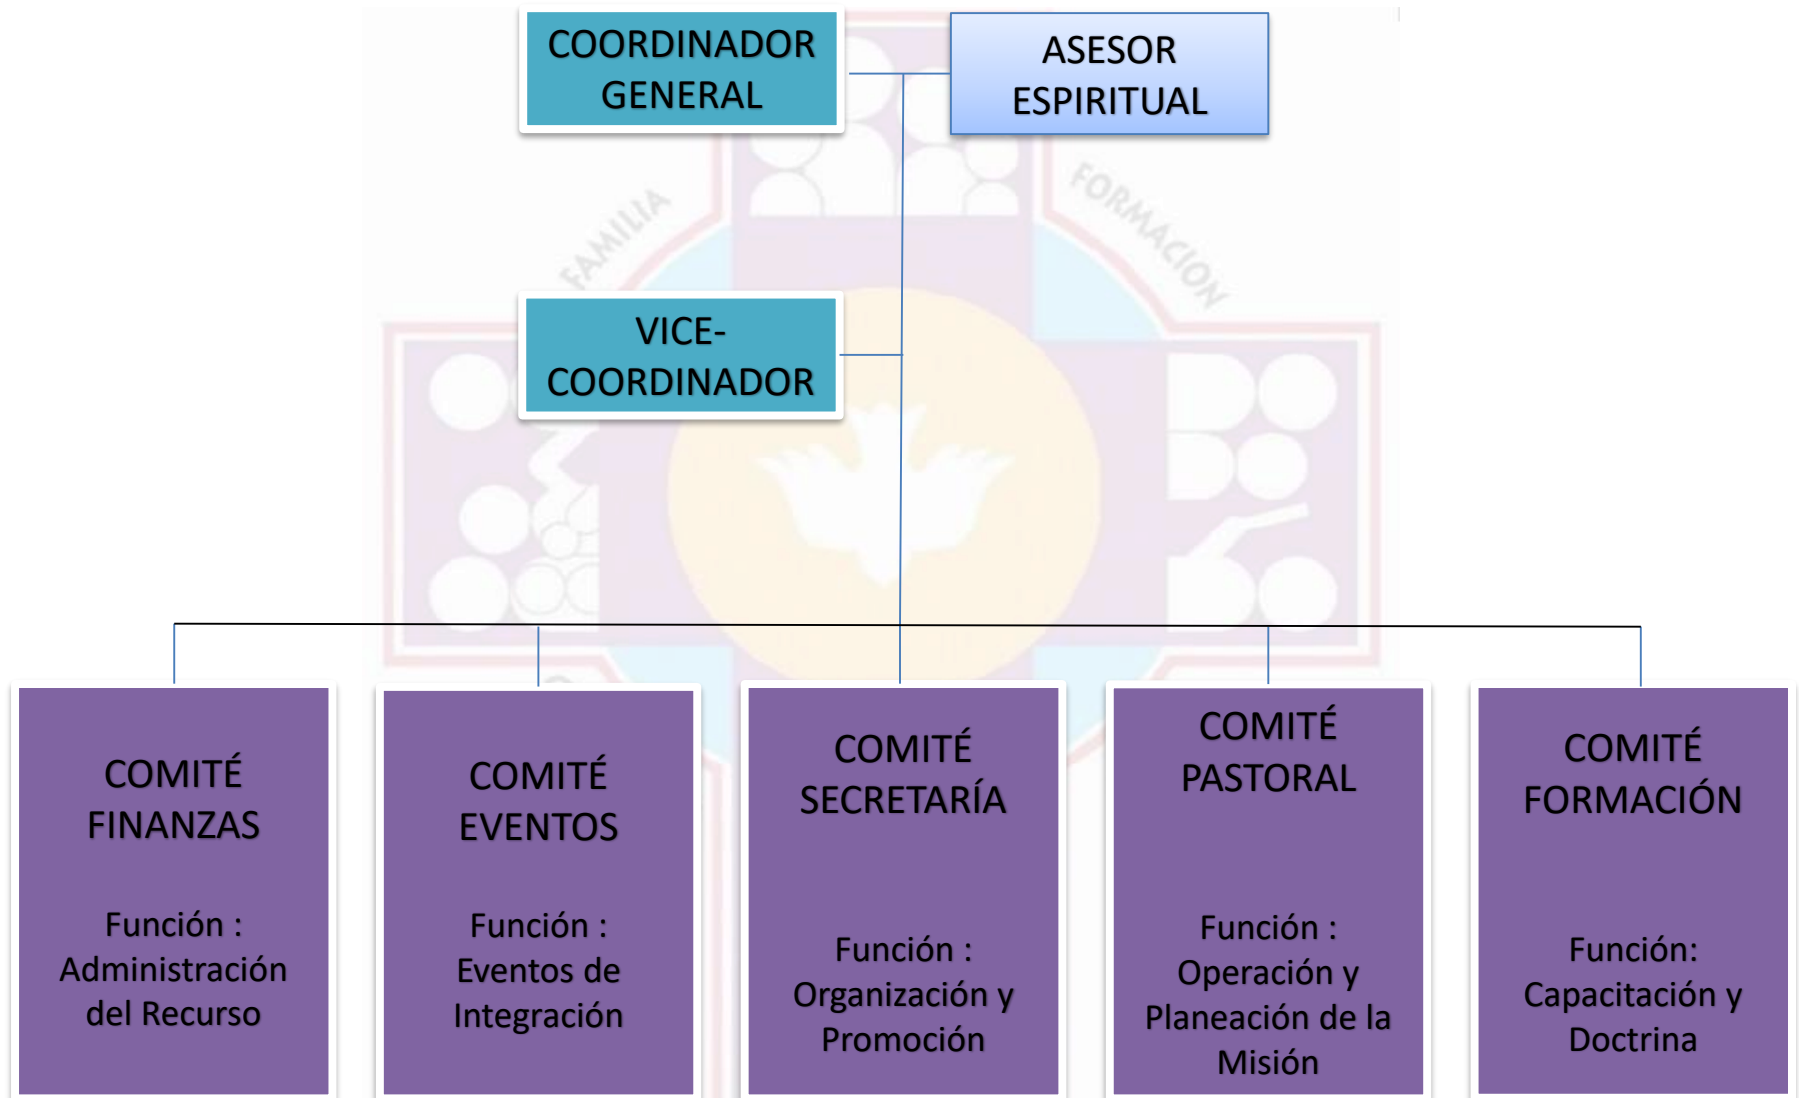 COORDINADOR
GENERAL
ASESOR
ESPIRITUAL
FAMILIA
FORMACION
VICE-
COORDINADOR
COMITÉ
FINANZAS
Función :
Administración
del Recurso
COMITÉ
EVENTOS
Función :
Eventos de
Integración
COMITÉ
SECRETARÍA
Función :
Organización y
Promoción
COMITÉ
PASTORAL
Función :
Operación y
Planeación de la
Misión
COMITÉ
FORMACIÓN
Función:
Capacitación y
Doctrina